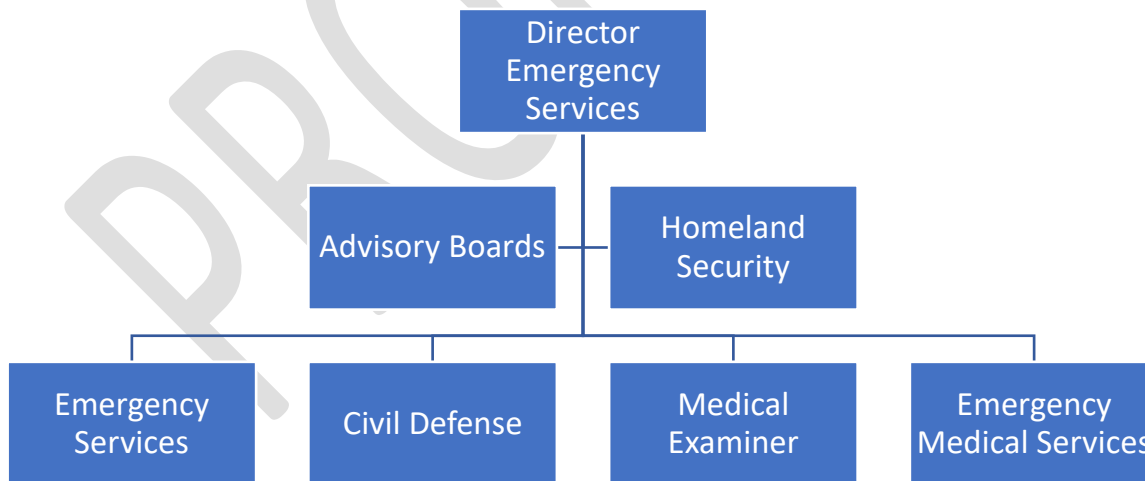 Director
Emergency
Services
Advisory Boards
Homeland
Security
Emergency
Services
Civil Defense
Medical
Examiner
Emergency
Medical Services